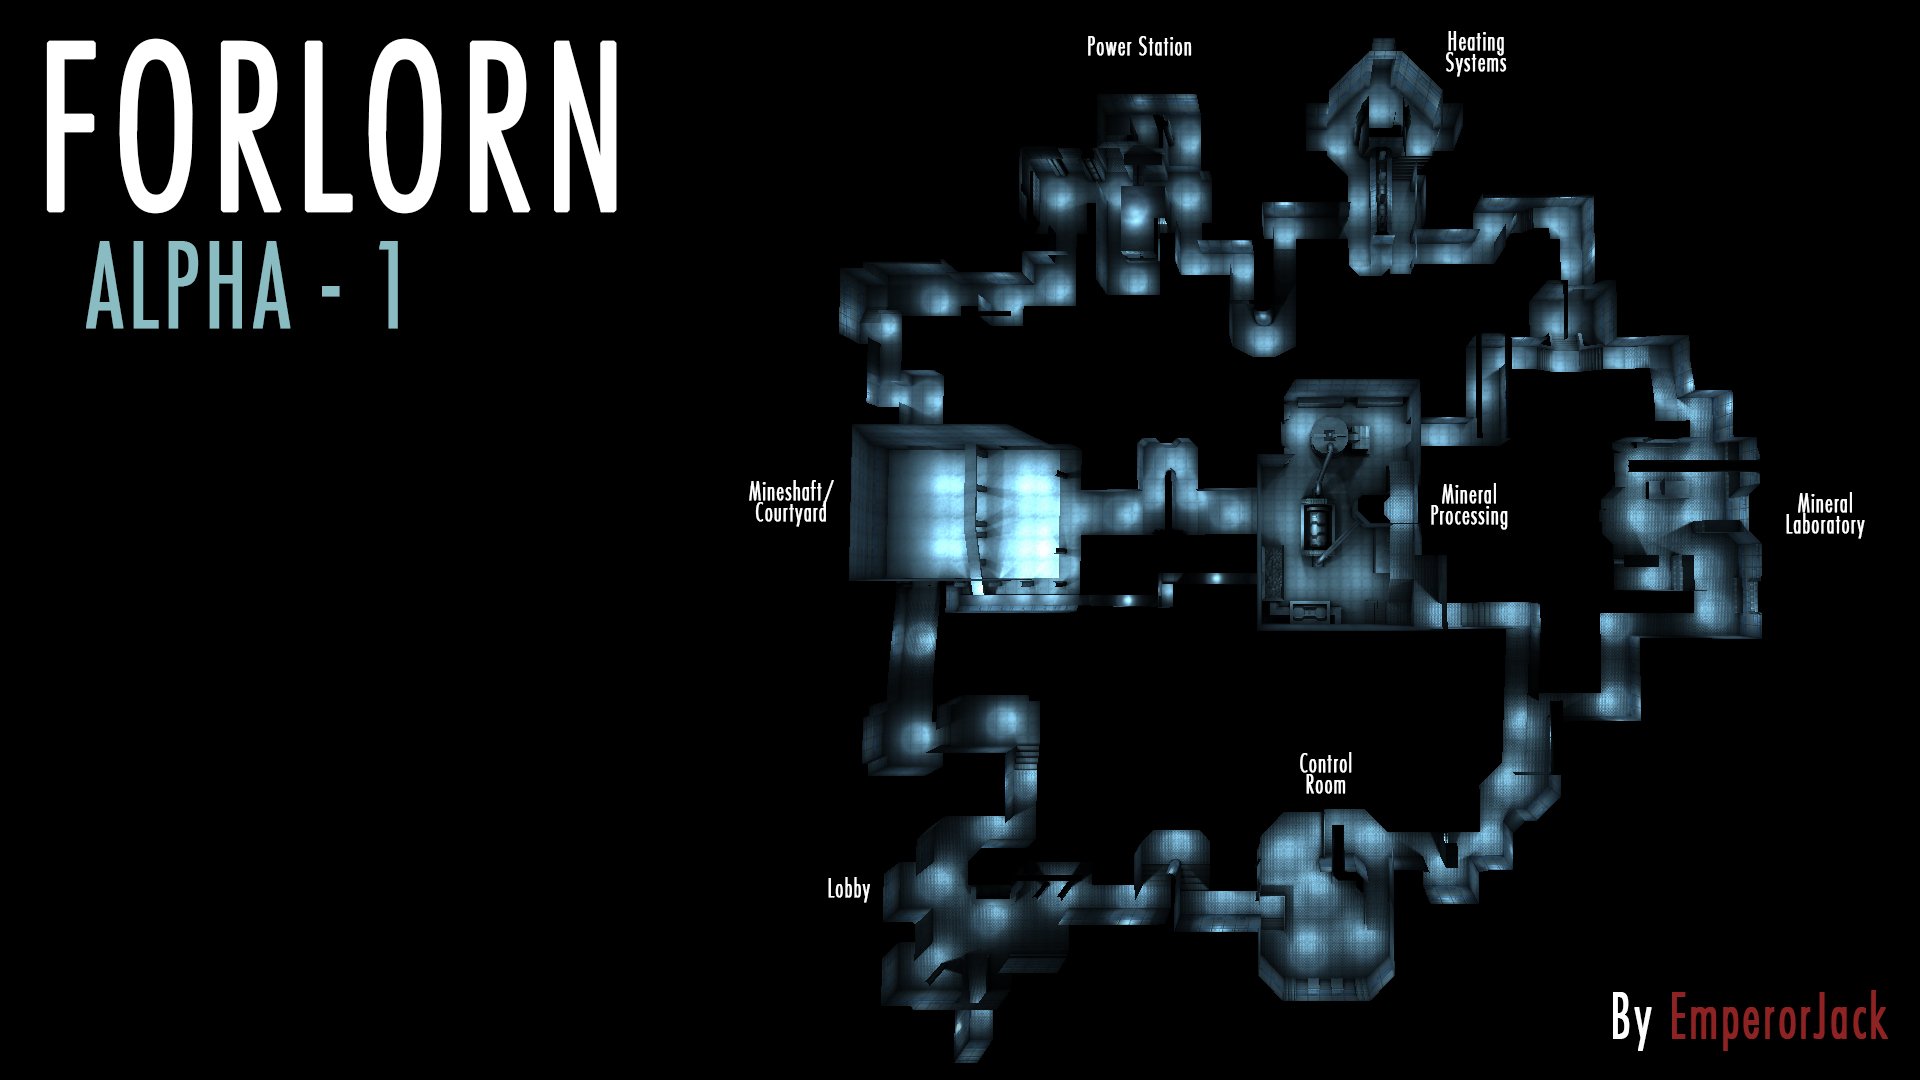 FORLORN
ALPHA - 1
Power Station
Heating
Systems
Mineshaft/
Courtyard
Mineral
Processing
Mineral
Laboratory
Control
Room
Lobby
By EmperorJack